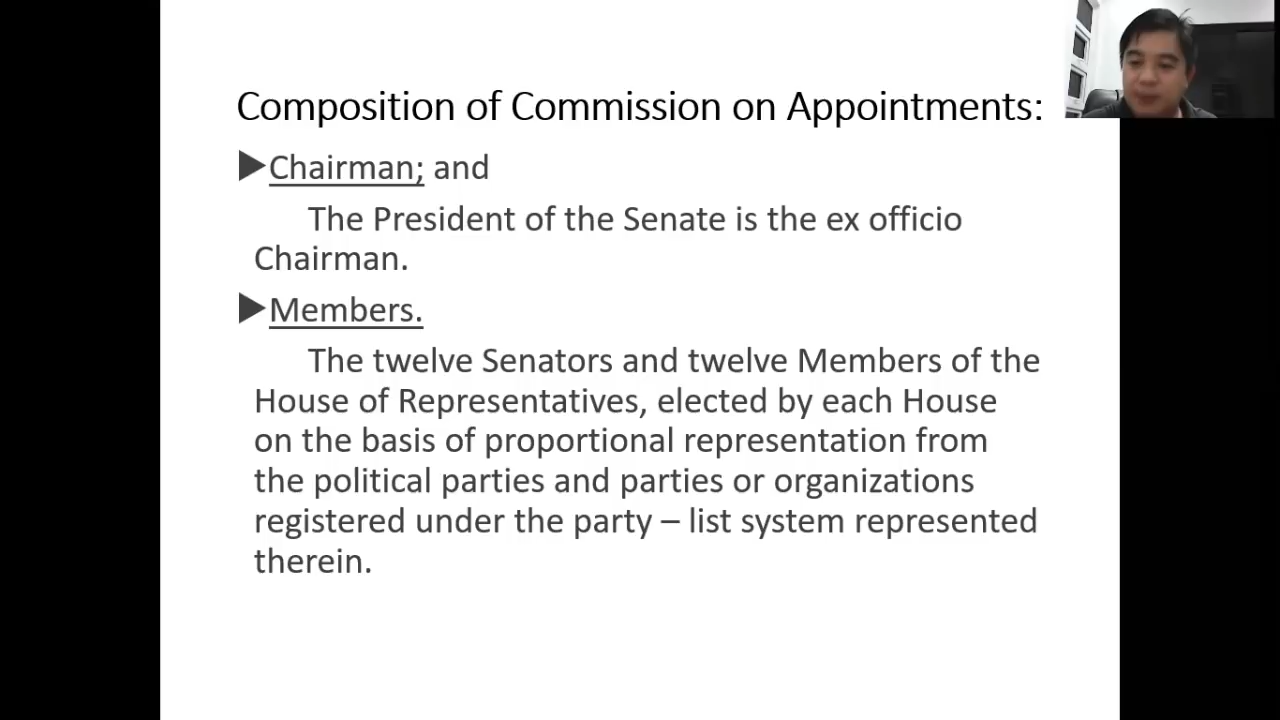 Composition of Commission on Appointments:
▶Chairman; and
The President of the Senate is the ex officio
Chairman.
▶Members.
The twelve Senators and twelve Members of the
House of Representatives, elected by each House
on the basis of proportional representation from
the political parties and parties or organizations
registered under the party – list system represented
therein.